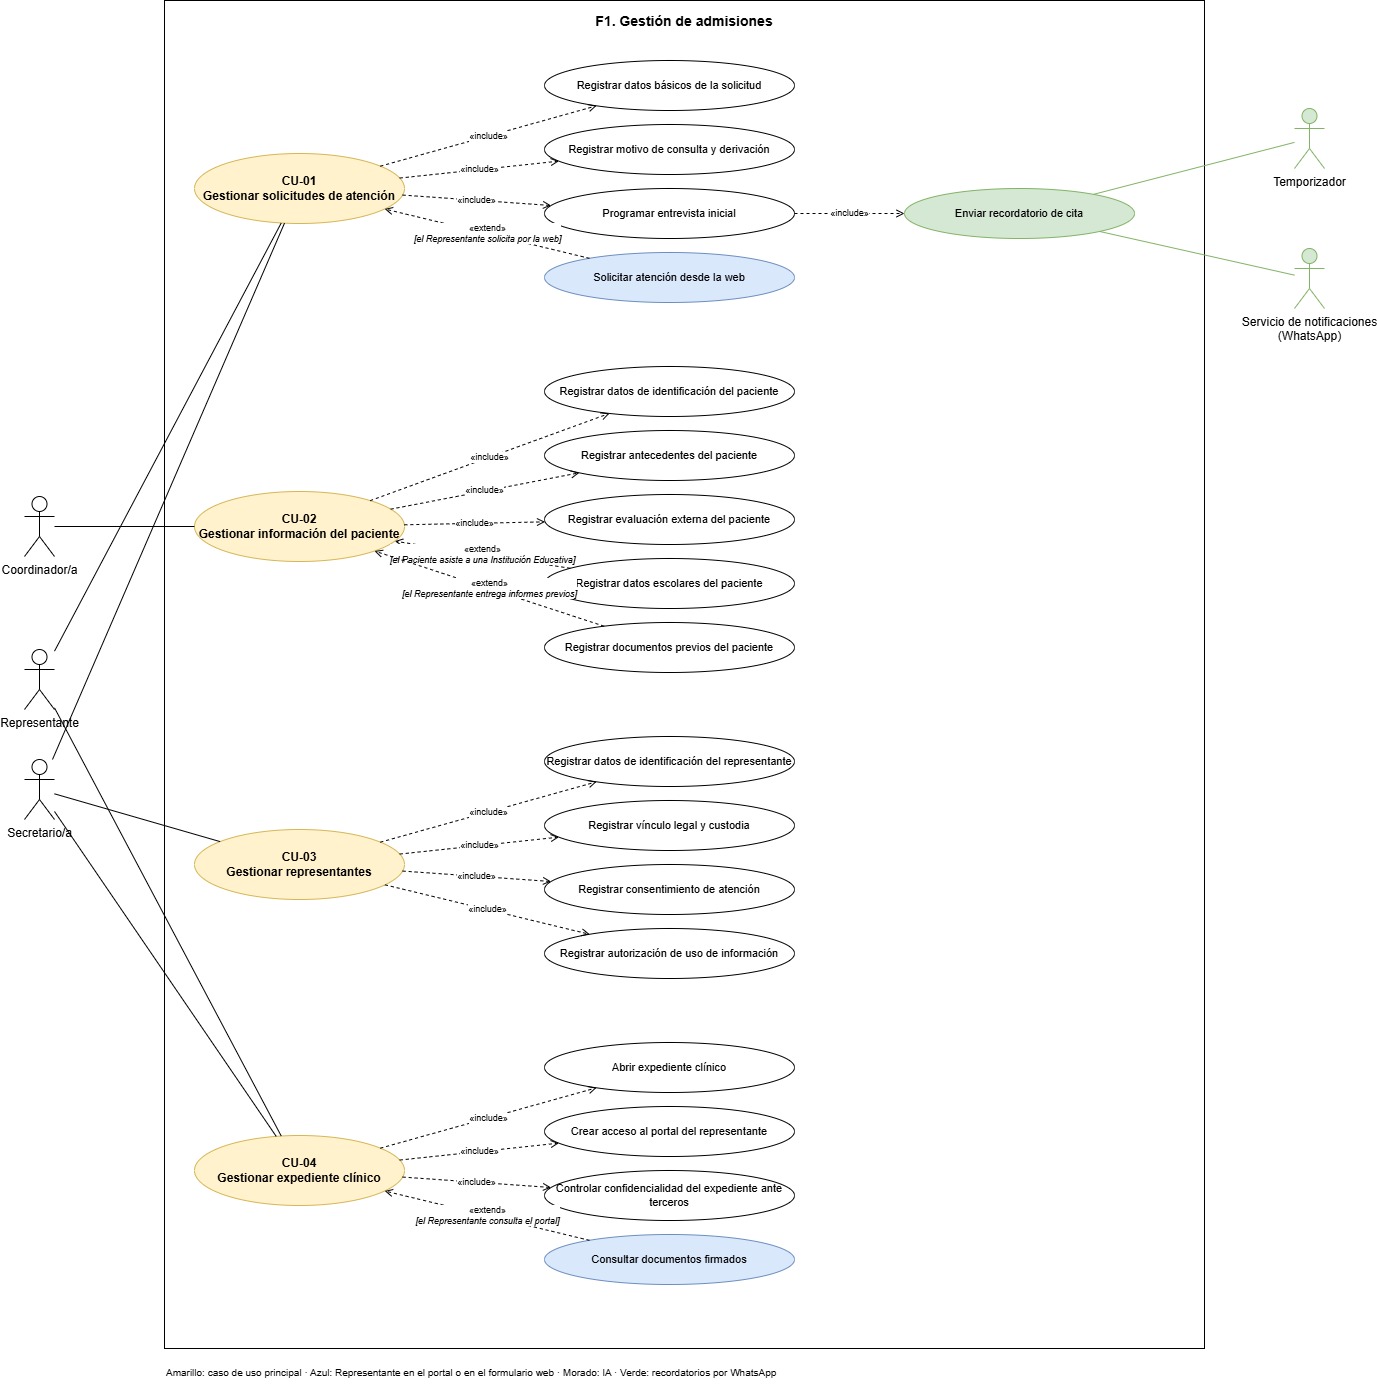 F1. Gestión de admisiones
Registrar datos básicos de la solicitud
«include»
Registrar motivo de consulta y derivación
«include»
CU-01
Gestionar solicitudes de atención
«include»
Programar entrevista inicial
«include»
Enviar recordatorio de cita
Temporizador
«extend»
[el Representante solicita por la web]
Solicitar atención desde la web
Servicio de notificaciones
(WhatsApp)
Registrar datos de identificación del paciente
«include»
Registrar antecedentes del paciente
«include»
CU-02
Gestionar información del paciente
«include»
Registrar evaluación externa del paciente
«extend»
[el Paciente asiste a una Institución Educativa]
Registrar datos escolares del paciente
«extend»
[el Representante entrega informes previos]
Registrar documentos previos del paciente
Coordinador/a
Representante
Secretario/a
Registrar datos de identificación del representante
«include»
Registrar vínculo legal y custodia
«include»
CU-03
Gestionar representantes
«include»
Registrar consentimiento de atención
«include»
Registrar autorización de uso de información
Abrir expediente clínico
«include»
Crear acceso al portal del representante
«include»
CU-04
Gestionar expediente clínico
«include»
Controlar confidencialidad del expediente ante
terceros
«extend»
[el Representante consulta el portal]
Consultar documentos firmados
Amarillo: caso de uso principal · Azul: Representante en el portal o en el formulario web · Morado: IA · Verde: recordatorios por WhatsApp